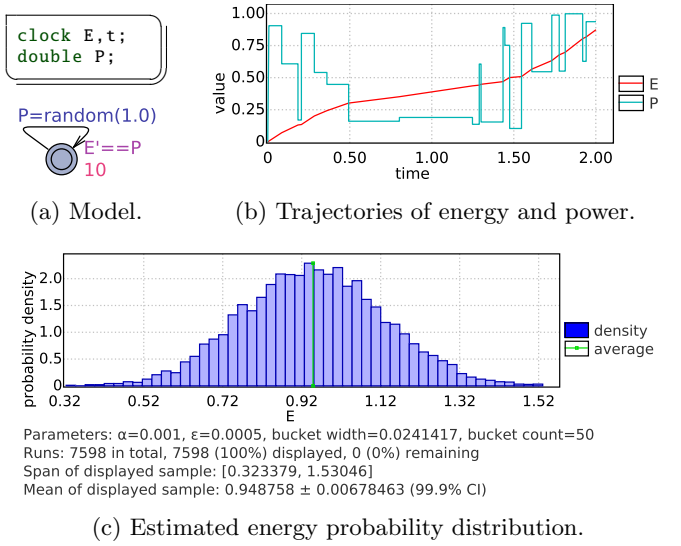 clock E,t;
double P;
P=random(1.0)
E'==P
10
(a) Model.
value
1.00
0.75
0.50
0.25
0
0
0.50
1.00
1.50
2.00
time
E
P
(b) Trajectories of energy and power.
probability density
2.0
1.5
1.0
0.5
0
0.32
0.52
0.72
0.92
1.12
1.32
1.52
E
density
average
Parameters: α=0.001, ε=0.0005, bucket width=0.0241417, bucket count=50
Runs: 7598 in total, 7598 (100%) displayed, 0 (0%) remaining
Span of displayed sample: [0.323379, 1.53046]
Mean of displayed sample: 0.948758 ± 0.00678463 (99.9% CI)
(c) Estimated energy probability distribution.